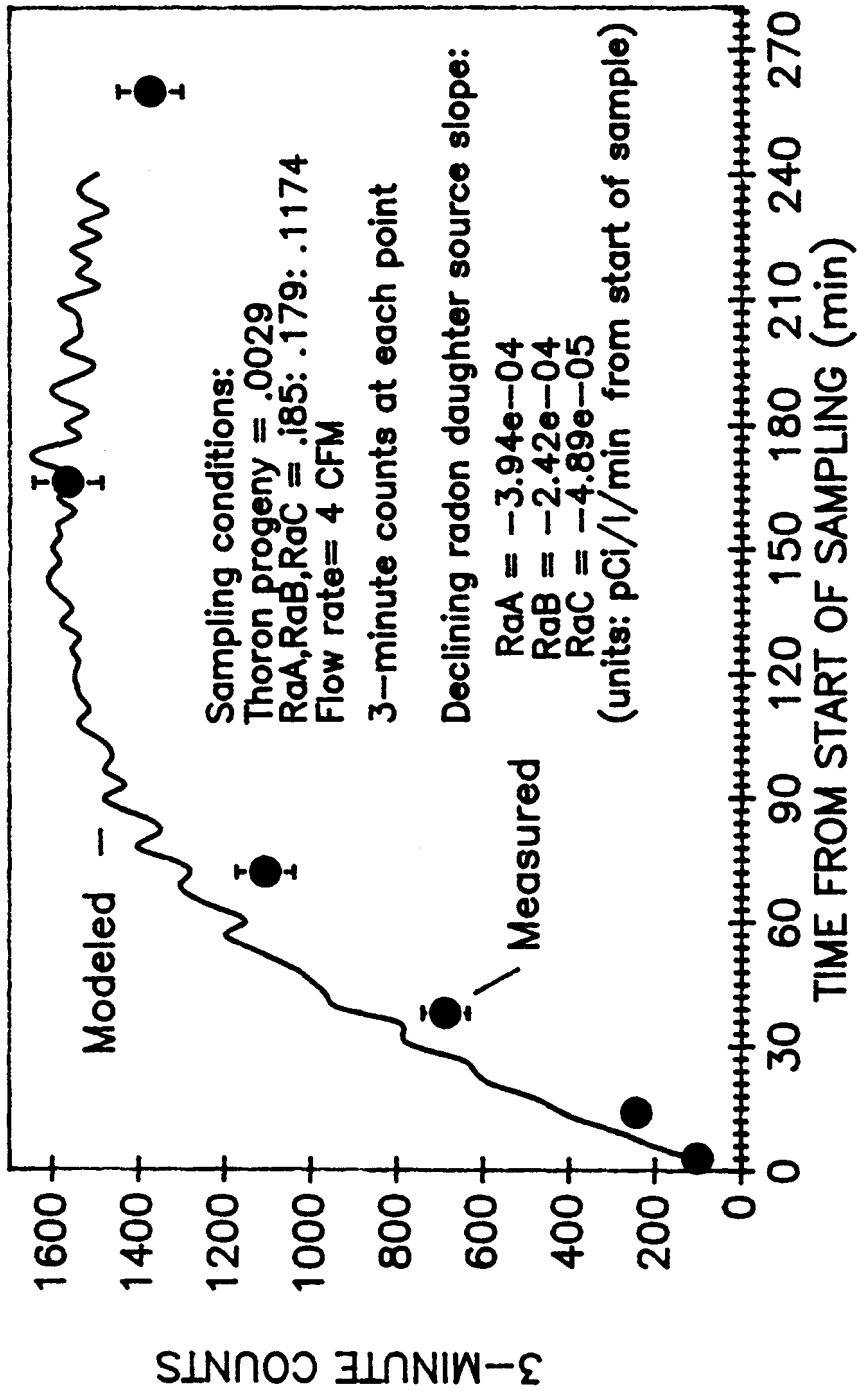 3-MINUTE COUNTS
1600
1400
1200
1000
800
600
400
200
0
Modeled
Measured
Sampling conditions:
Thoron progeny = .0029
RaA,RaB,RaC = .i85: .179: .1174
Flow rate= 4 CFM
3-minute counts at each point
Declining radon daughter source slope:
RaA = -3.94e-04
RaB = -2.42e-04
RaC = -4.89e-05
(units: pCi/l/min from start of sample)
0 30 60 90 120 150 180 210 240 270
TIME FROM START OF SAMPLING (min)